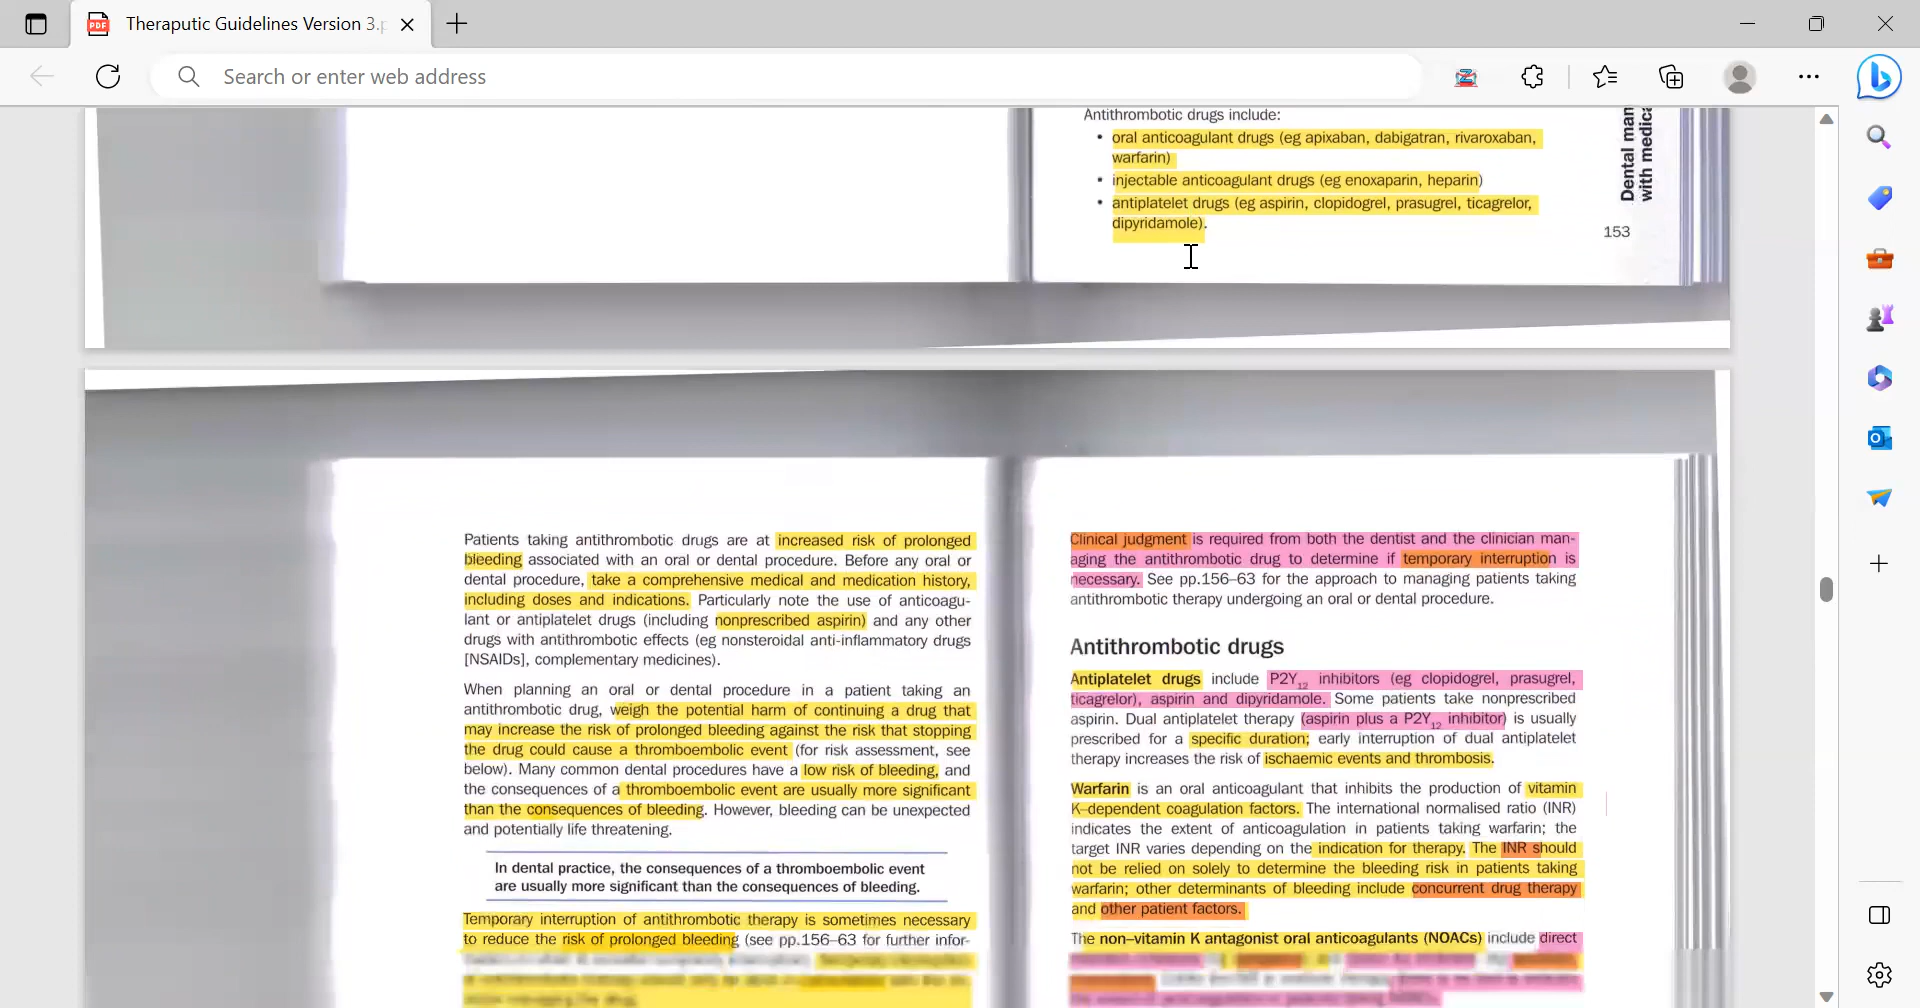 Theraputic Guidelines Version 3.p
Search or enter web address
Antithrombotic drugs include:
• oral anticoagulant drugs (eg apixaban, dabigatran, rivaroxaban,
warfarin)
• injectable anticoagulant drugs (eg enoxaparin, heparin)
• antiplatelet drugs (eg aspirin, clopidogrel, prasugrel, ticagrelor,
dipyridamole).
Dental man
with medica
153
Patients taking antithrombotic drugs are at increased risk of prolonged
bleeding associated with an oral or dental procedure. Before any oral or
dental procedure, take a comprehensive medical and medication history,
including doses and indications. Particularly note the use of anticoagu-
lant or antiplatelet drugs (including nonprescribed aspirin) and any other
drugs with antithrombotic effects (eg nonsteroidal anti-inflammatory drugs
[NSAIDs], complementary medicines).
When planning an oral or dental procedure in a patient taking an
antithrombotic drug, weigh the potential harm of continuing a drug that
may increase the risk of prolonged bleeding against the risk that stopping
the drug could cause a thromboembolic event (for risk assessment, see
below). Many common dental procedures have a low risk of bleeding, and
the consequences of a thromboembolic event are usually more significant
than the consequences of bleeding. However, bleeding can be unexpected
and potentially life threatening.
In dental practice, the consequences of a thromboembolic event
are usually more significant than the consequences of bleeding.
Temporary interruption of antithrombotic therapy is sometimes necessary
to reduce the risk of prolonged bleeding (see pp.156–63 for further infor-
Clinical judgment is required from both the dentist and the clinician man-
aging the antithrombotic drug to determine if temporary interruption is
necessary. See pp.156–63 for the approach to managing patients taking
antithrombotic therapy undergoing an oral or dental procedure.
Antithrombotic drugs
Antiplatelet drugs include P2Y12 inhibitors (eg clopidogrel, prasugrel,
ticagrelor), aspirin and dipyridamole. Some patients take nonprescribed
aspirin. Dual antiplatelet therapy (aspirin plus a P2Y12 inhibitor) is usually
prescribed for a specific duration; early interruption of dual antiplatelet
therapy increases the risk of ischaemic events and thrombosis.
Warfarin is an oral anticoagulant that inhibits the production of vitamin
K–dependent coagulation factors. The international normalised ratio (INR)
indicates the extent of anticoagulation in patients taking warfarin; the
target INR varies depending on the indication for therapy. The INR should
not be relied on solely to determine the bleeding risk in patients taking
warfarin; other determinants of bleeding include concurrent drug therapy
and other patient factors.
The non–vitamin K antagonist oral anticoagulants (NOACs) include direct